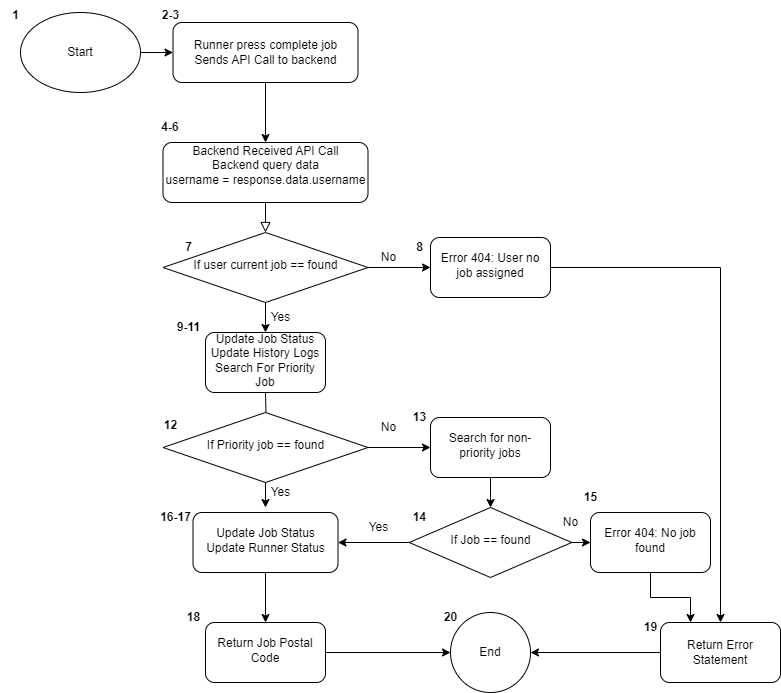 1
Start
2-3
Runner press complete job
Sends API Call to backend
4-6
Backend Received API Call
Backend query data
username = response.data.username
7
If user current job == found
No
8
Error 404: User no
job assigned
Yes
9-11
Update Job Status
Update History Logs
Search For Priority
Job
12
If Priority job == found
No
13
Search for non-
priority jobs
Yes
14
If Job == found
No
15
Error 404: No job
found
Yes
16-17
Update Job Status
Update Runner Status
18
Return Job Postal
Code
20
End
19
Return Error
Statement